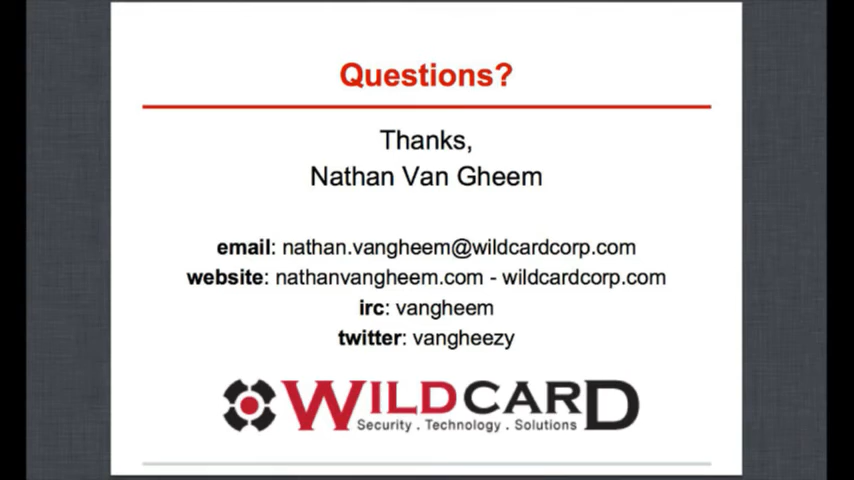 Questions?
Thanks,
Nathan Van Gheem
email: nathan.vangheem@wildcardcorp.com
website: nathanvangheem.com - wildcardcorp.com
irc: vangheem
twitter: vangheezy
WILDCARD
Security . Technology . Solutions